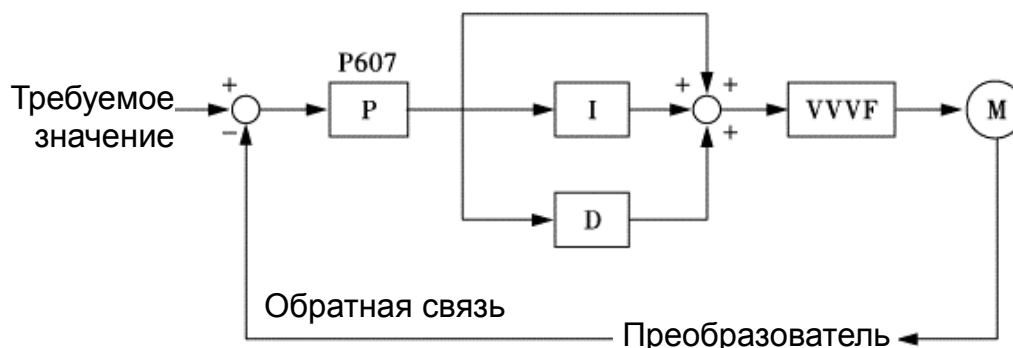 P607
+
Требуемое
значение
−
P
I
+
+
+
VVVF
M
D
Обратная связь
Преобразователь